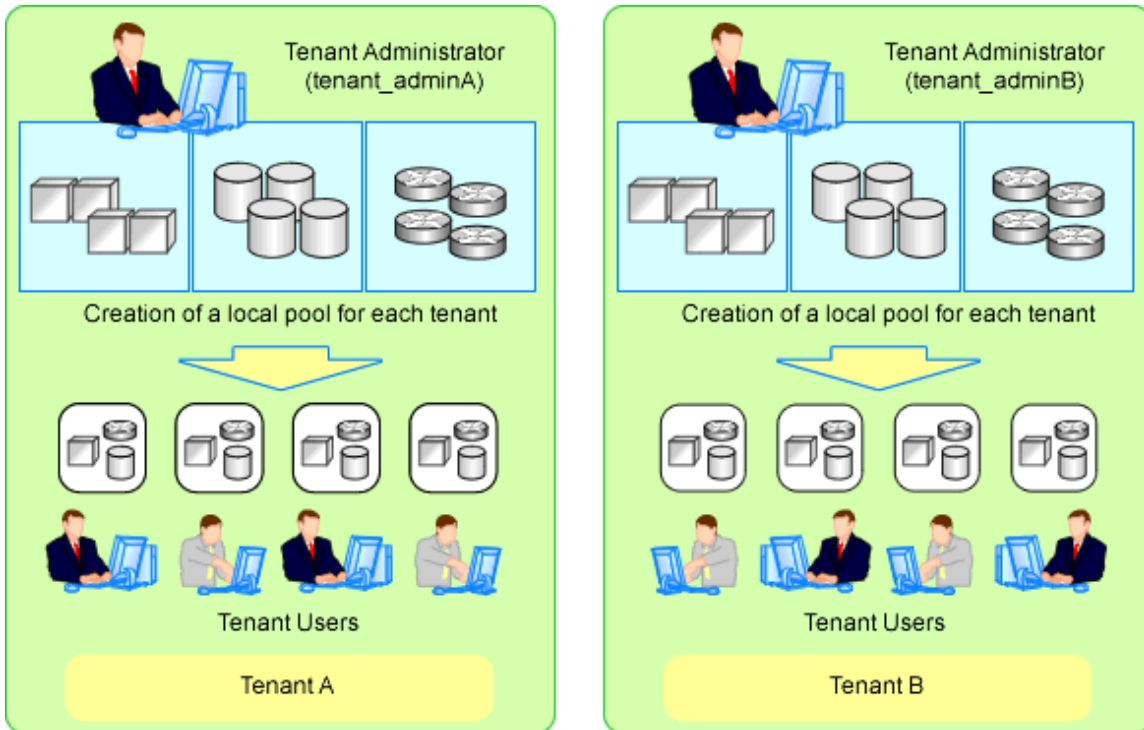 Tenant Administrator
(tenant_adminA)
Creation of a local pool for each tenant
Tenant Users
Tenant A
Tenant Administrator
(tenant_adminB)
Creation of a local pool for each tenant
Tenant Users
Tenant B